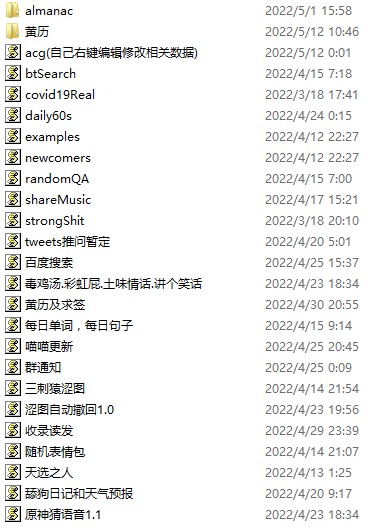 almanac 2022/5/1 15:58
黄历 2022/5/12 10:46
acg(自己右键编辑修改相关数据) 2022/5/12 0:01
btSearch 2022/4/15 7:18
covid19Real 2022/3/18 17:41
daily60s 2022/4/24 0:15
examples 2022/4/12 22:27
newcomers 2022/4/12 22:27
randomQA 2022/4/15 7:00
shareMusic 2022/4/17 15:21
strongShit 2022/3/18 20:10
tweets推问暂定 2022/4/20 5:01
百度搜索 2022/4/25 15:37
毒鸡汤.彩虹屁.土味情话.讲个笑话 2022/4/23 18:34
黄历及求签 2022/4/30 20:55
每日单词，每日句子 2022/4/15 9:14
喵喵更新 2022/4/25 20:45
群通知 2022/4/25 0:09
三刺猿涩图 2022/4/14 21:54
涩图自动撤回1.0 2022/4/23 19:56
收录读发 2022/4/29 23:39
随机表情包 2022/4/14 21:07
天选之人 2022/4/13 1:25
舔狗日记和天气预报 2022/4/20 9:17
原神猜语音1.1 2022/4/23 18:34